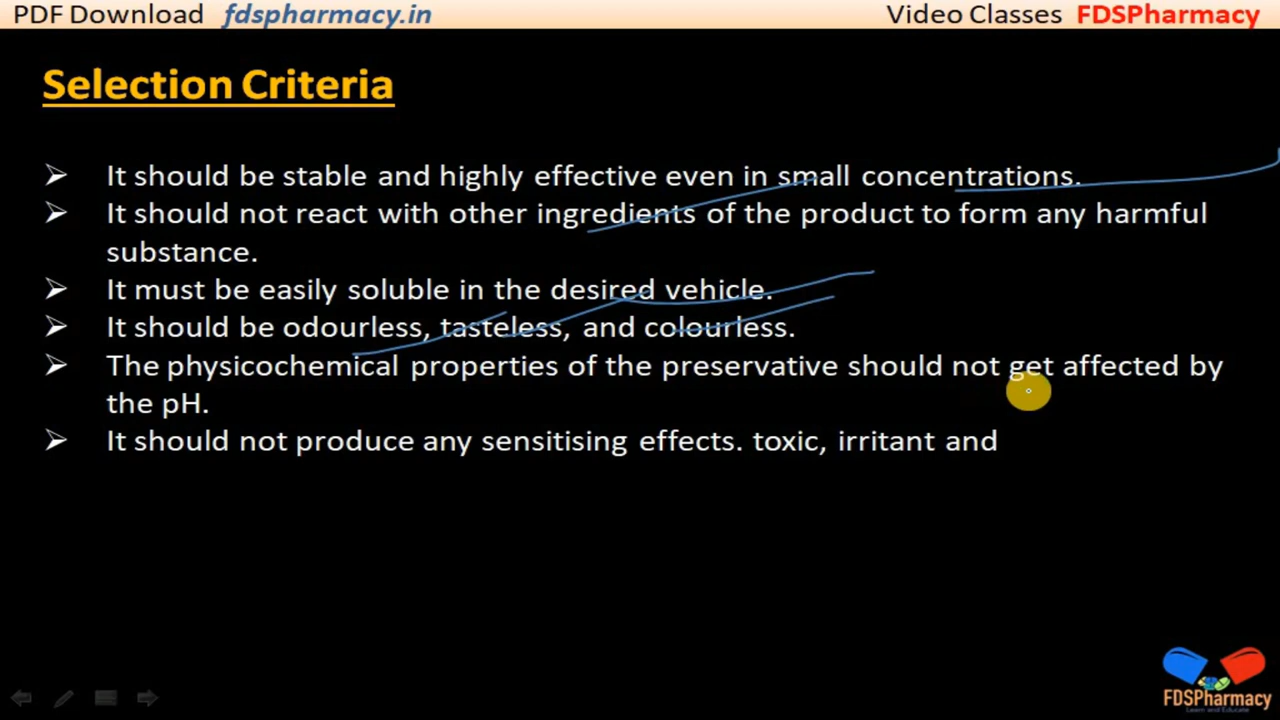 PDF Download fdspharmacy.in Video Classes FDSPharmacy
Selection Criteria
➢ It should be stable and highly effective even in small concentrations.
➢ It should not react with other ingredients of the product to form any harmful
substance.
➢ It must be easily soluble in the desired vehicle.
➢ It should be odourless, tasteless, and colourless.
➢ The physicochemical properties of the preservative should not get affected by
the pH.
➢ It should not produce any sensitising effects. toxic, irritant and
FDSPharmacy
Learn and Educate